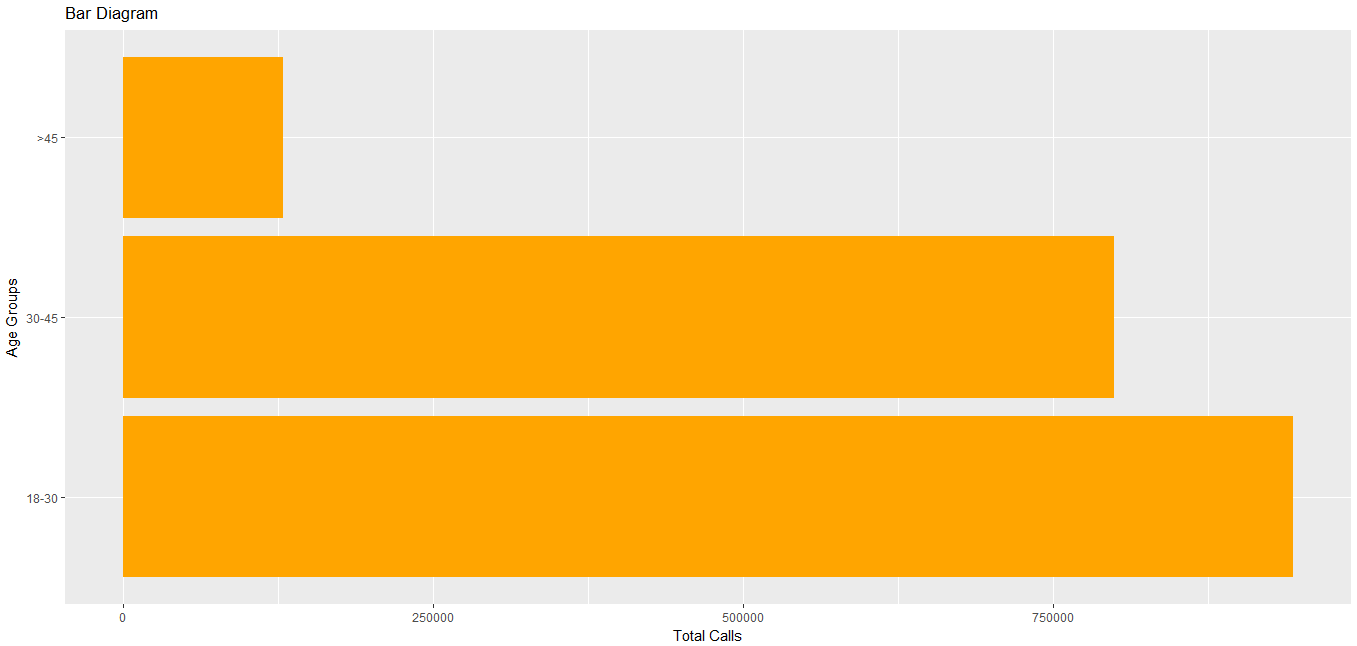 Bar Diagram
>45
30-45
18-30
Age Groups
0
250000
500000
750000
Total Calls